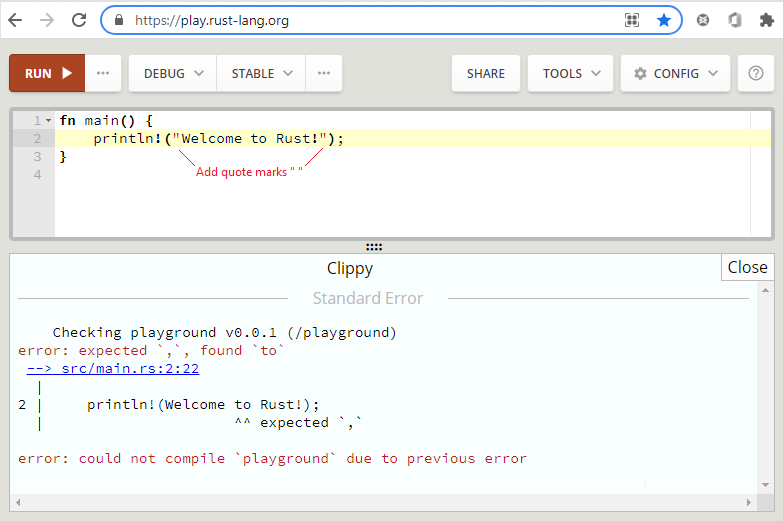 https://play.rust-lang.org
RUN ··· DEBUG STABLE ··· SHARE TOOLS CONFIG ?
1 fn main() {
2 println!("Welcome to Rust!");
3 }
4
Add quote marks " "
Clippy
Close
Standard Error
Checking playground v0.0.1 (/playground)
error: expected `,`, found `to`
--> src/main.rs:2:22
|
2 | println!(Welcome to Rust!);
| ^^ expected `,`
error: could not compile `playground` due to previous error